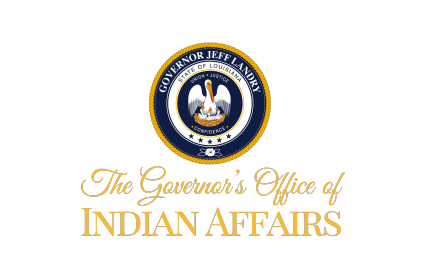 GOVERNOR JEFF LANDRY
STATE OF LOUISIANA
UNION • JUSTICE
CONFIDENCE
The Governor's Office of
INDIAN AFFAIRS